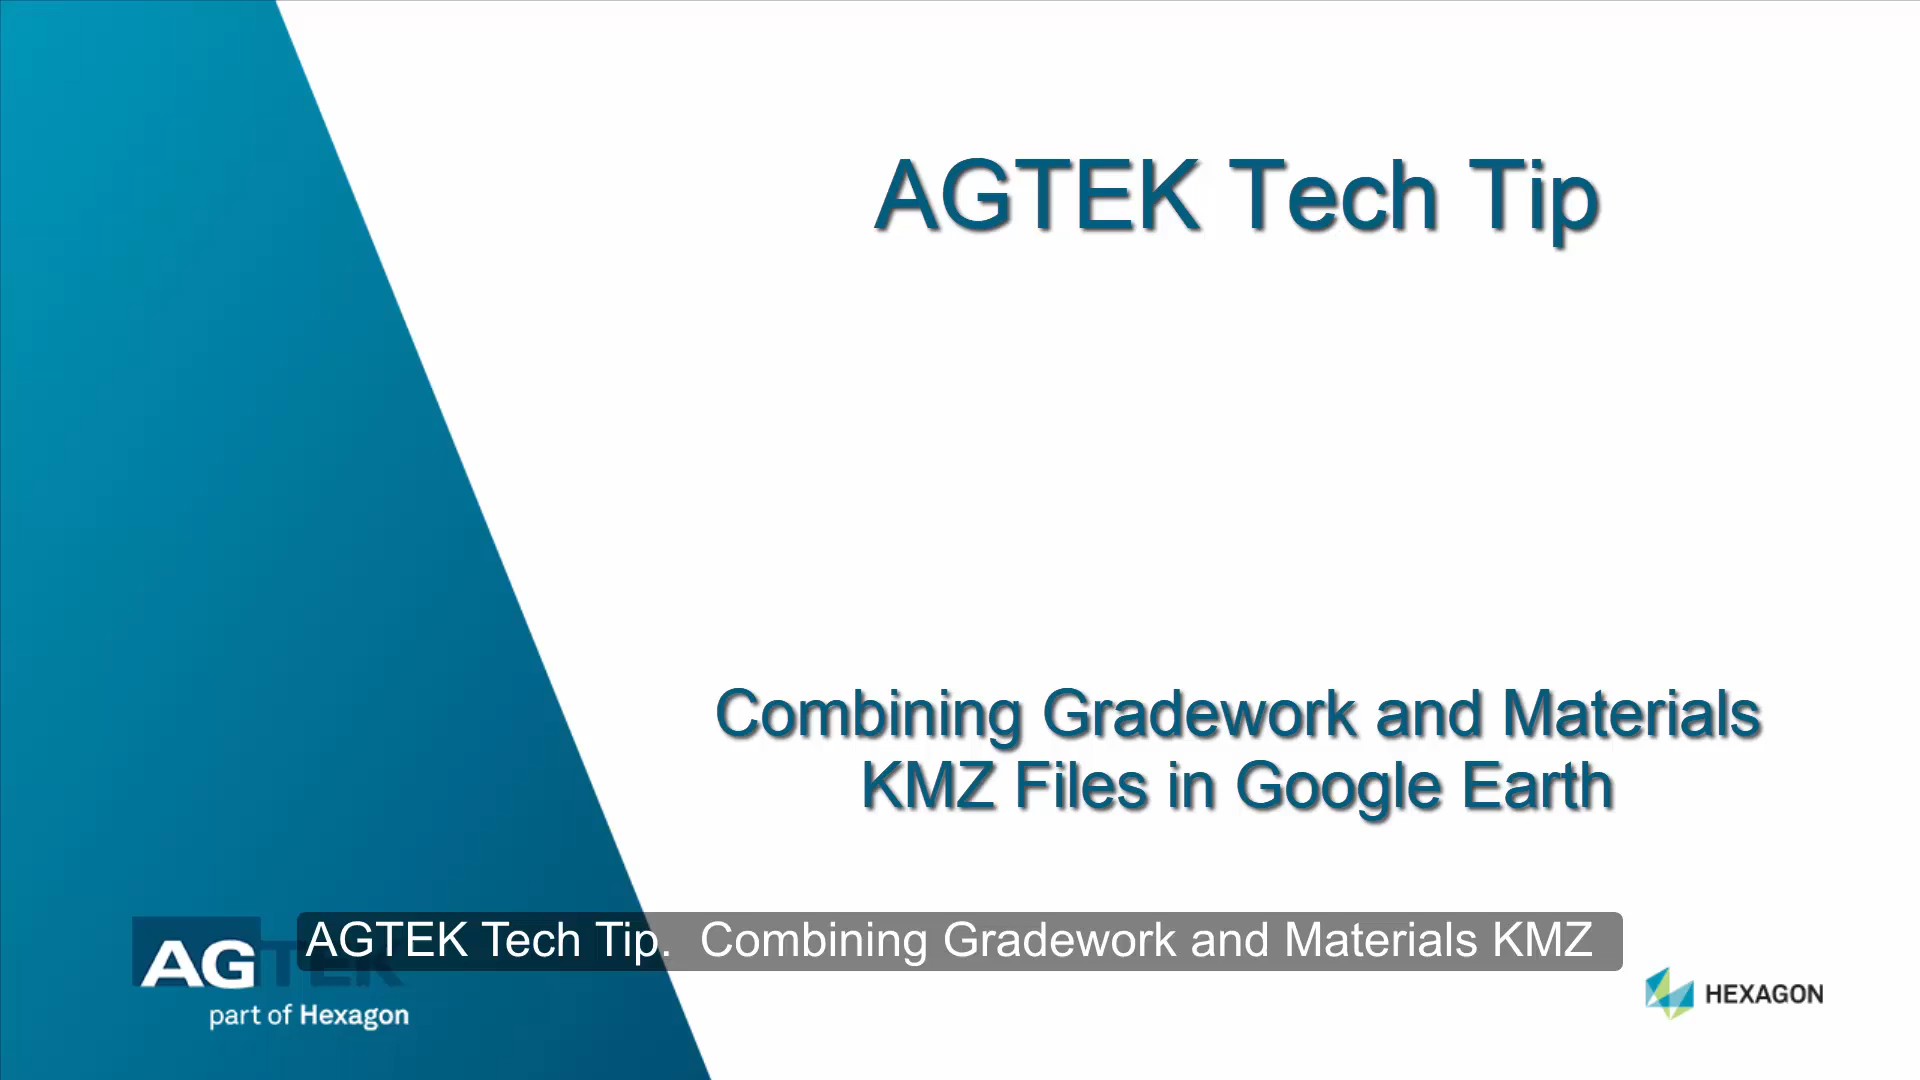 AGTEK Tech Tip
Combining Gradework and Materials
KMZ Files in Google Earth
AGTEK Tech Tip.  Combining Gradework and Materials KMZ
AGTEK
part of Hexagon
HEXAGON